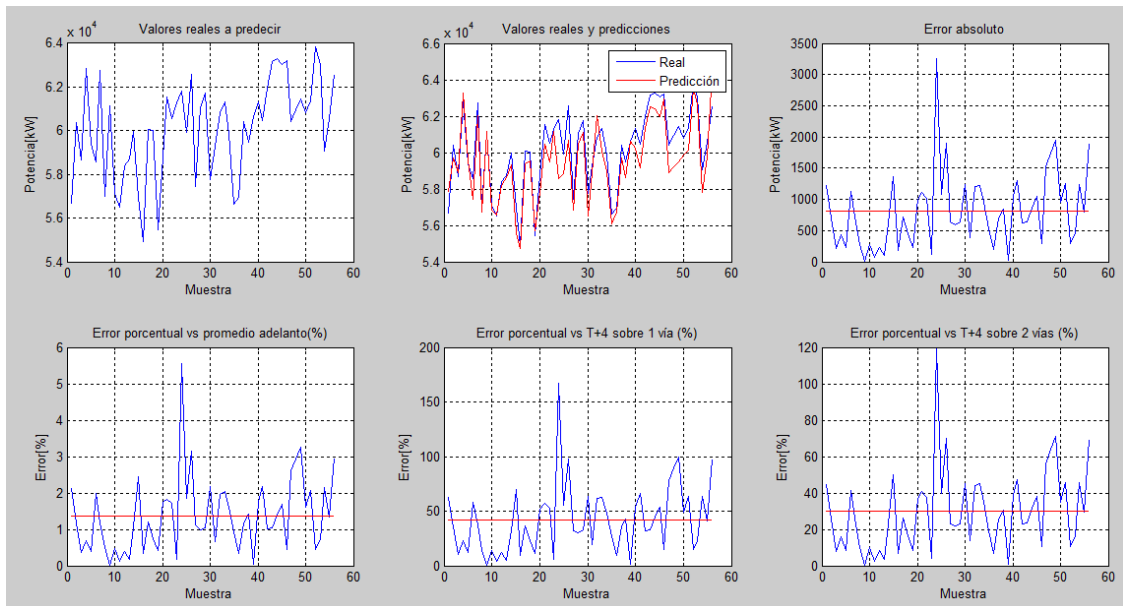 Valores reales a predecir
x 10^4
6.4
6.2
6
5.8
5.6
5.4
Potencia[kW]
0 10 20 30 40 50 60
Muestra
Valores reales y predicciones
x 10^4
6.6
6.4
6.2
6
5.8
5.6
5.4
Potencia[kW]
Real
Predicción
0 10 20 30 40 50 60
Muestra
Error absoluto
3500
3000
2500
2000
1500
1000
500
0
Potencia[kW]
0 10 20 30 40 50 60
Muestra
Error porcentual vs promedio adelanto(%)
6
5
4
3
2
1
0
Error[%]
0 10 20 30 40 50 60
Muestra
Error porcentual vs T+4 sobre 1 vía (%)
200
150
100
50
0
Error[%]
0 10 20 30 40 50 60
Muestra
Error porcentual vs T+4 sobre 2 vías (%)
120
100
80
60
40
20
0
Error[%]
0 10 20 30 40 50 60
Muestra